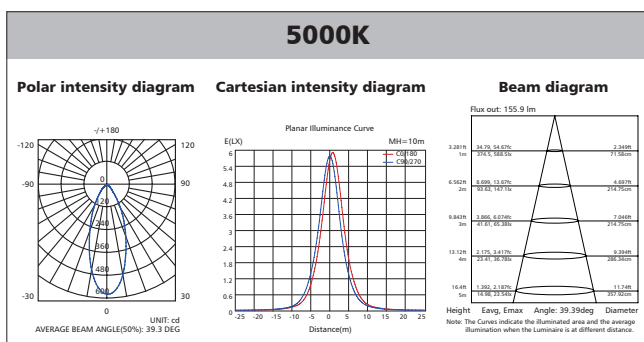 5000K
Polar intensity diagram
Cartesian intensity diagram
Beam diagram
-/+180
-120
120
-90
90
-30
30
0
0
120
240
360
480
600
UNIT: cd
AVERAGE BEAM ANGLE(50%): 39.3 DEG
Planar Illuminance Curve
E(LX)
MH=10m
C0/180
C90/270
6
5.4
4.8
4.2
3.6
3
2.4
1.8
1.2
0.6
0
-25 -20 -15 -10 -5 0 5 10 15 20 26
Distance(m)
Flux out: 155.9 lm
3.281ft 34.79, 54.67fc 2.349ft
1m 374.5, 588.5lx 71.58cm
6.562ft 8.699, 13.67fc 4.697ft
2m 93.63, 147.1lx 214.75cm
9.843ft 3.866, 6.074fc 7.046ft
3m 41.61, 65.38lx 214.75cm
13.12ft 2.175, 3.417fc 9.394ft
4m 23.41, 36.78lx 286.34cm
16.4ft 1.392, 2.187fc 11.74ft
5m 14.98, 23.54lx 357.92cm
Height Eavg, Emax Angle: 39.39deg Diameter
Note: The Curves indicate the illuminated area and the average
illumination when the Luminaire is at different distance.